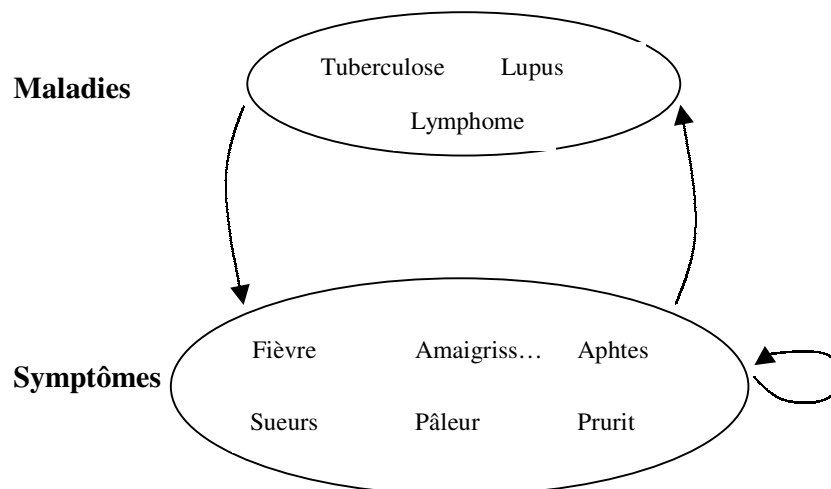 Tuberculose Lupus
Maladies
Lymphome
Fièvre Amaigriss… Aphtes
Symptômes
Sueurs Pâleur Prurit